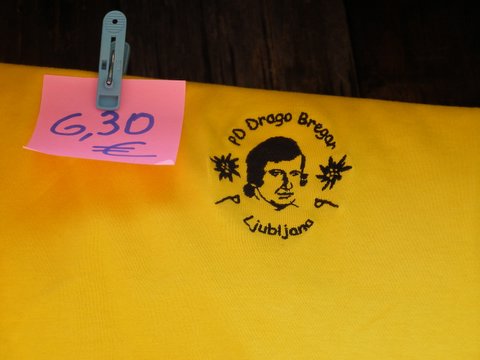 6,30
€
PD Drago Bregar
Ljubljana